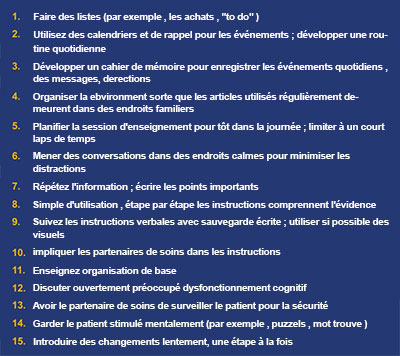 1. Faire des listes (par exemple , les achats , "to do" )
2. Utilisez des calendriers et de rappel pour les événements ; développer une rou-
tine quotidienne
3. Développer un cahier de mémoire pour enregistrer les événements quotidiens ,
des messages, derections
4. Organiser la ebvironment sorte que les articles utilisés régulièrement de-
meurent dans des endroits familiers
5. Planifier la session d'enseignement pour tôt dans la journée ; limiter à un court
laps de temps
6. Mener des conversations dans des endroits calmes pour minimiser les
distractions
7. Répétez l'information ; écrire les points importants
8. Simple d'utilisation , étape par étape les instructions comprennent l'évidence
9. Suivez les instructions verbales avec sauvegarde écrite ; utiliser si possible des
visuels
10. impliquer les partenaires de soins dans les instructions
11. Enseignez organisation de base
12. Discuter ouvertement préoccupé dysfonctionnement cognitif
13. Avoir le partenaire de soins de surveiller le patient pour la sécurité
14. Garder le patient stimulé mentalement (par exemple , puzzels , mot trouve )
15. Introduire des changements lentement, une étape à la fois